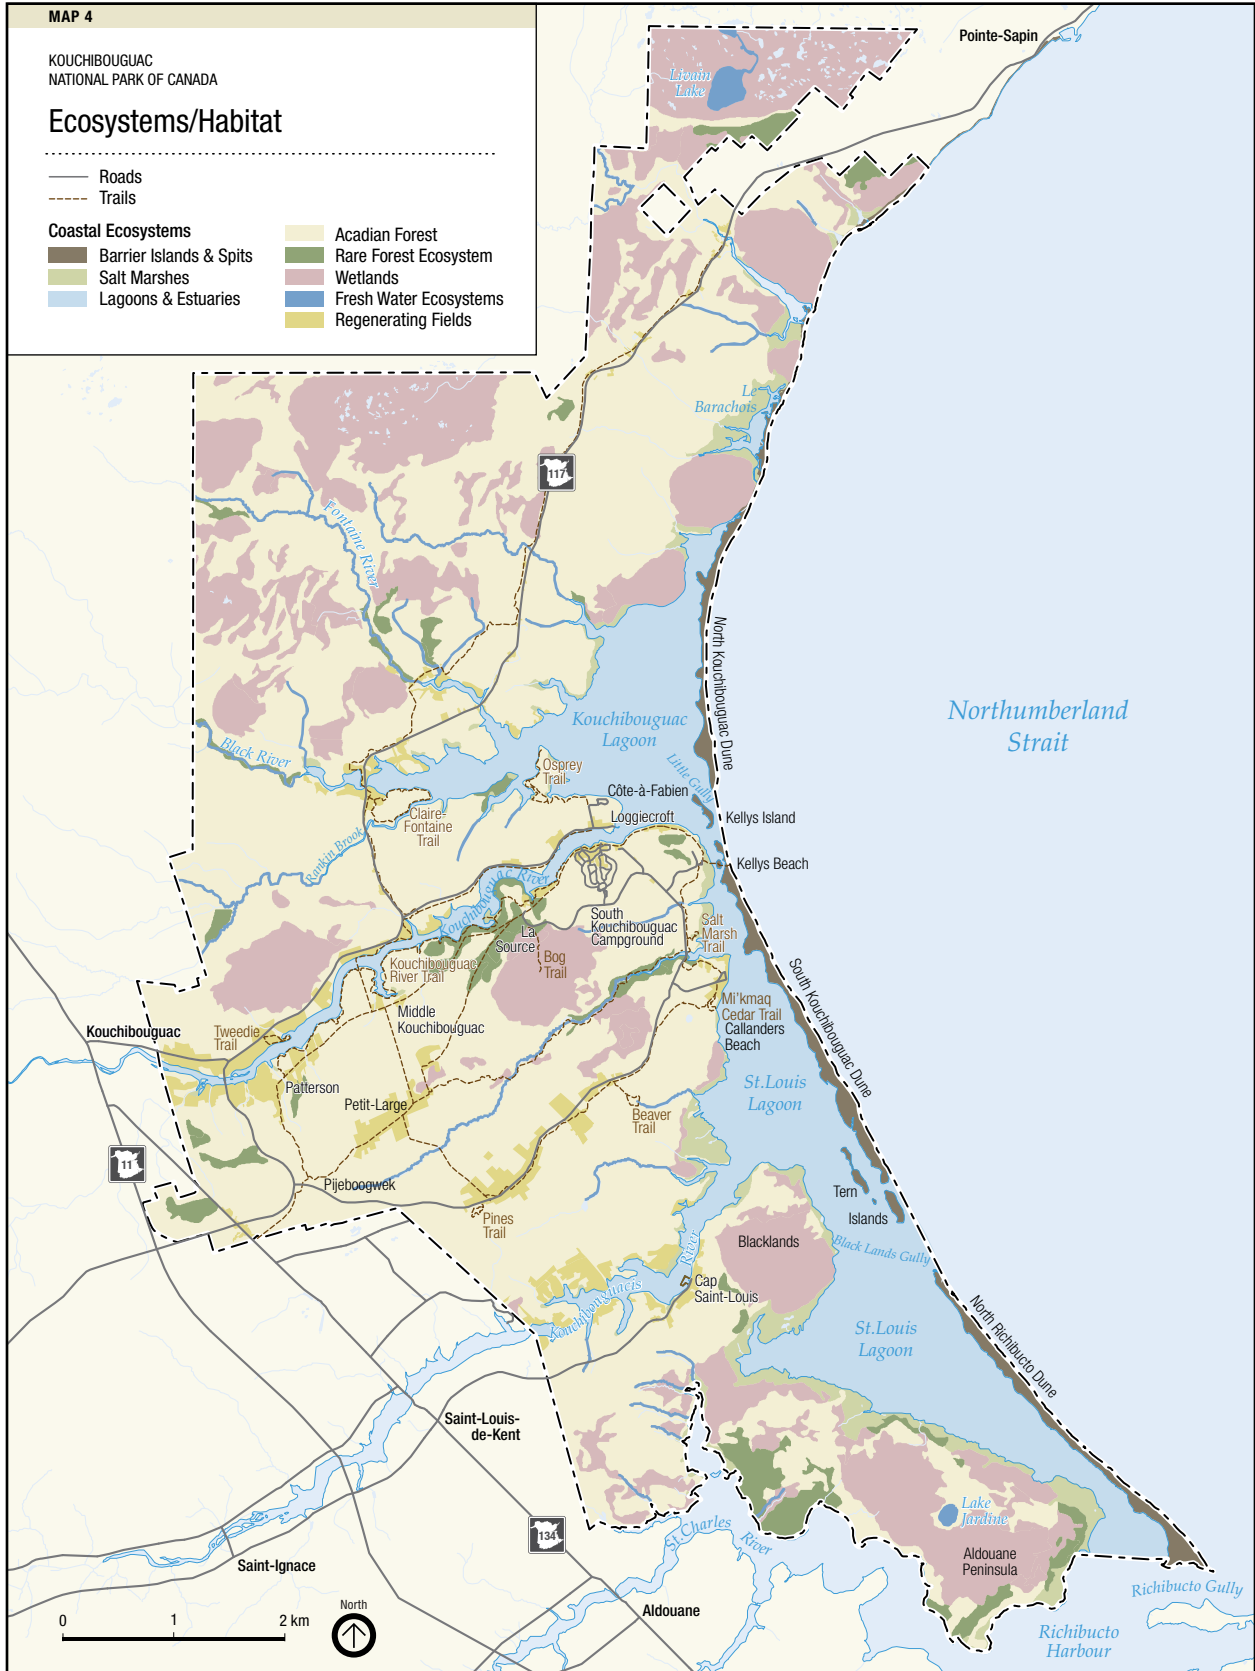 MAP 4
KOUCHIBOUGUAC
NATIONAL PARK OF CANADA
Ecosystems/Habitat
Roads
Trails
Coastal Ecosystems
Barrier Islands & Spits
Salt Marshes
Lagoons & Estuaries
Acadian Forest
Rare Forest Ecosystem
Wetlands
Fresh Water Ecosystems
Regenerating Fields
Pointe-Sapin
Livain
Lake
Le
Barachois
117
Fontaine River
North Kouchibouguac Dune
Northumberland
Strait
Kouchibouguac
Lagoon
Black River
Little Gully
Osprey
Trail
Côte-à-Fabien
Loggiecroft
Kellys Island
Claire-
Fontaine
Trail
Rankin Brook
Kellys Beach
Kouchibouguac River
South
Kouchibouguac
Campground
La
Source
Salt
Marsh
Trail
Bog
Trail
Kouchibouguac
River Trail
South Kouchibouguac Dune
Mi'kmaq
Cedar Trail
Callanders
Beach
Middle
Kouchibouguac
Kouchibouguac
Tweedie
Trail
St.Louis
Lagoon
Patterson
Petit-Large
Beaver
Trail
11
Pijeboogwek
Tern
Islands
Pines
Trail
Blacklands
Black Lands Gully
Kouchibouguacis
River
Cap
Saint-Louis
North Richibucto Dune
St.Louis
Lagoon
Saint-Louis-
de-Kent
Lake
Jardine
134
St. Charles
River
Aldouane
Peninsula
Saint-Ignace
Richibucto Gully
Aldouane
Richibucto
Harbour
0 1 2 km
North